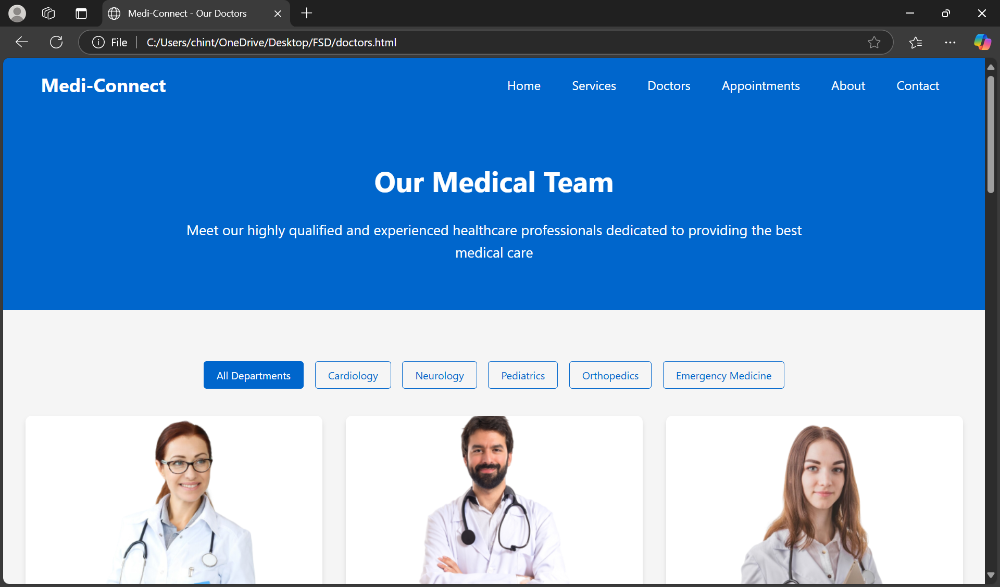 Medi-Connect - Our Doctors
File
C:/Users/chint/OneDrive/Desktop/FSD/doctors.html
Medi-Connect
Home Services Doctors Appointments About Contact
Our Medical Team
Meet our highly qualified and experienced healthcare professionals dedicated to providing the best
medical care
All Departments Cardiology Neurology Pediatrics Orthopedics Emergency Medicine